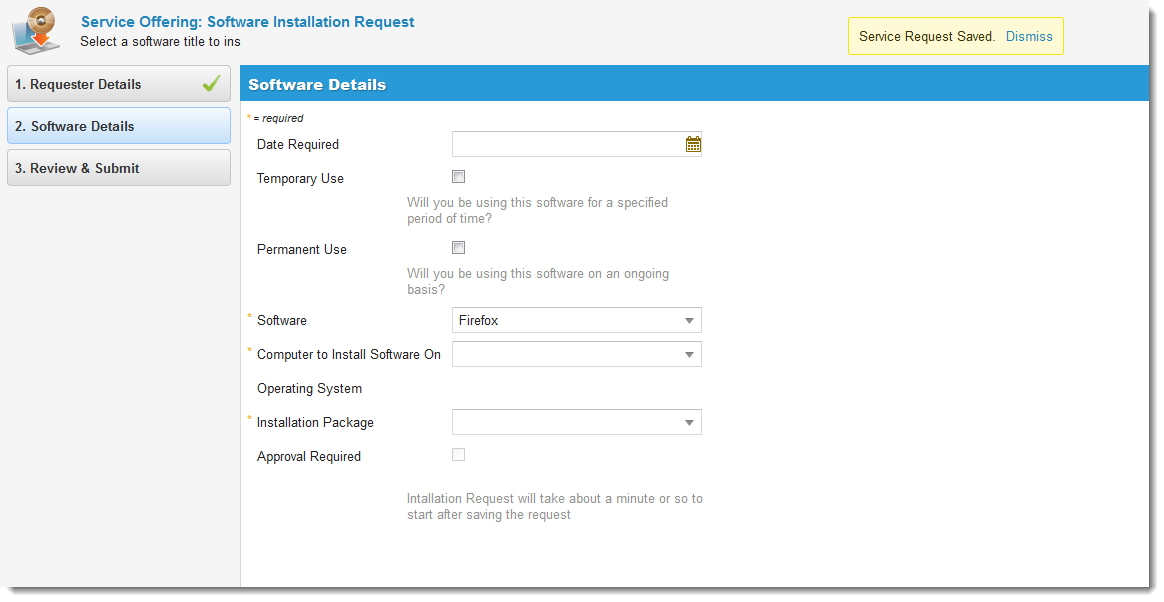 Service Offering: Software Installation Request
Select a software title to ins
Service Request Saved. Dismiss
1. Requester Details
2. Software Details
3. Review & Submit
Software Details
* = required
Date Required
Temporary Use
Will you be using this software for a specified
period of time?
Permanent Use
Will you be using this software on an ongoing
basis?
* Software Firefox
* Computer to Install Software On
Operating System
* Installation Package
Approval Required
Intallation Request will take about a minute or so to
start after saving the request